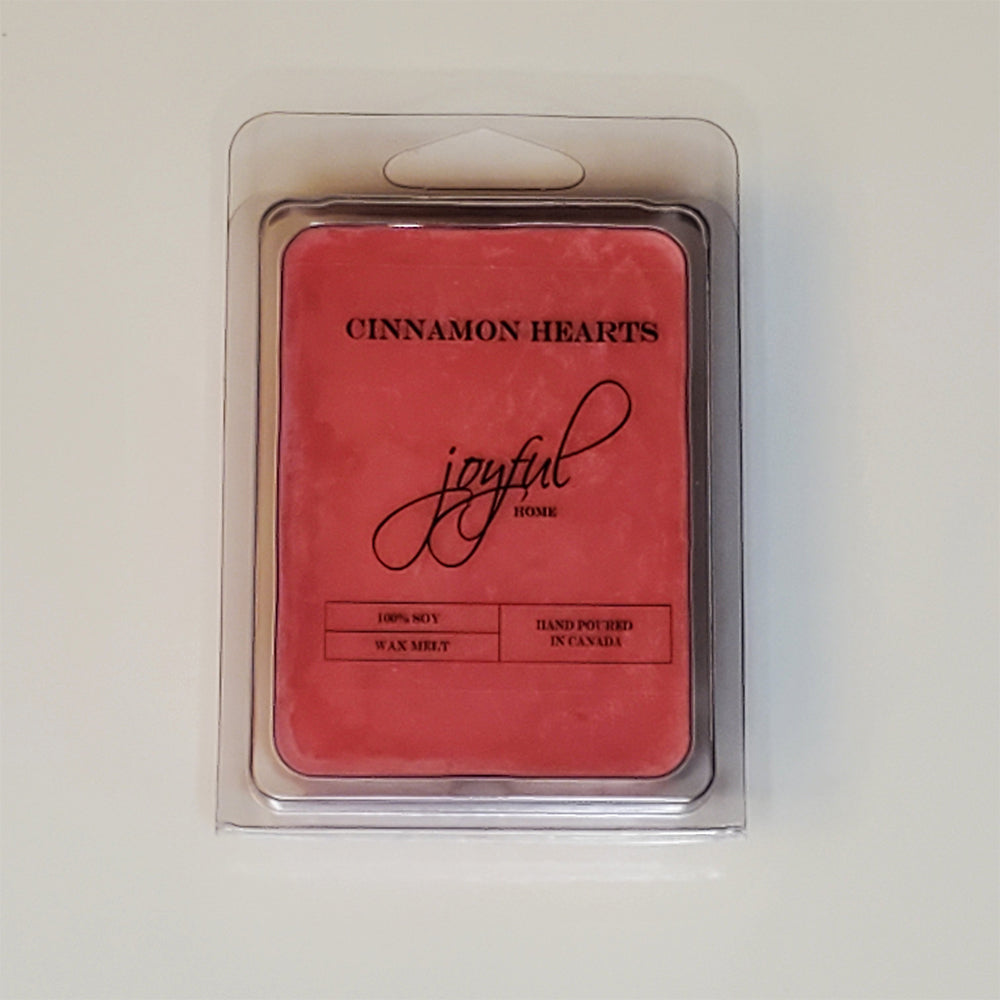 CINNAMON HEARTS
joyful
HOME
100% SOY
WAX MELT
HAND POURED
IN CANADA